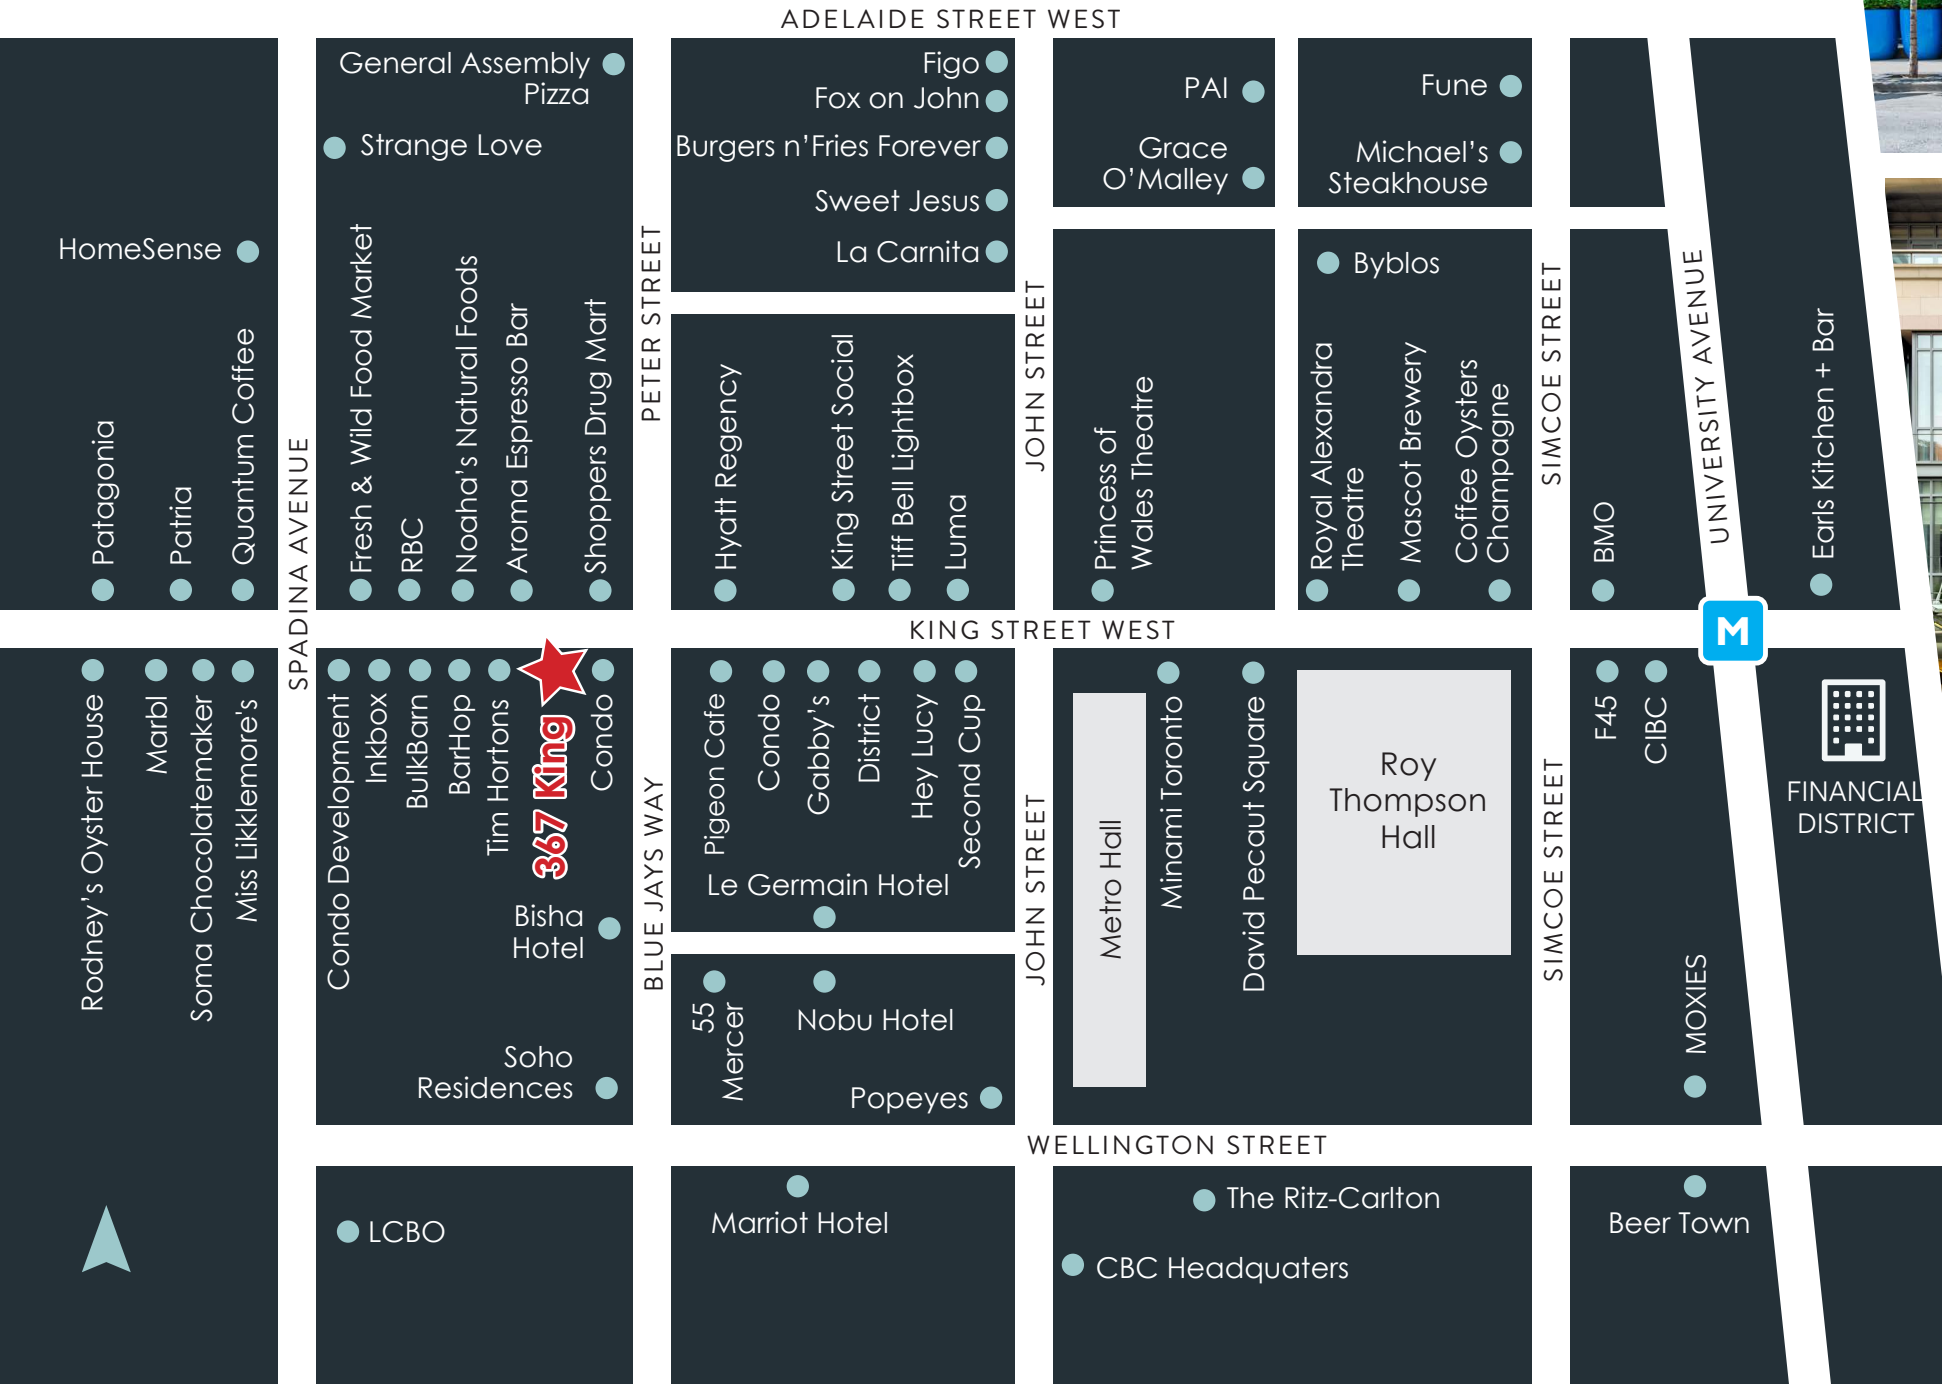 ADELAIDE STREET WEST
General Assembly
Pizza
Strange Love
HomeSense
Figo
Fox on John
Burgers n'Fries Forever
Sweet Jesus
La Carnita
PAI
Grace
O'Malley
Fune
Michael's
Steakhouse
Byblos
Patagonia
Patria
Quantum Coffee
SPADINA AVENUE
Fresh & Wild Food Market
RBC
Noaha's Natural Foods
Aroma Espresso Bar
Shoppers Drug Mart
PETER STREET
Hyatt Regency
King Street Social
Tiff Bell Lightbox
Luma
JOHN STREET
Princess of
Wales Theatre
Royal Alexandra
Theatre
Mascot Brewery
Coffee Oysters
Champagne
SIMCOE STREET
BMO
UNIVERSITY AVENUE
Earls Kitchen + Bar
KING STREET WEST
M
Rodney's Oyster House
Marbl
Soma Chocolatemaker
Miss Likklemore's
Condo Development
Inkbox
BulkBarn
BarHop
Tim Hortons
367 King
Condo
Bisha
Hotel
Soho
Residences
BLUE JAYS WAY
Pigeon Cafe
Condo
Gabby's
District
Hey Lucy
Second Cup
Le Germain Hotel
55
Mercer
Nobu Hotel
Popeyes
JOHN STREET
Metro Hall
Minami Toronto
David Pecaut Square
Roy
Thompson
Hall
SIMCOE STREET
F45
CIBC
MOXIES
FINANCIAL
DISTRICT
WELLINGTON STREET
LCBO
Marriot Hotel
The Ritz-Carlton
CBC Headquaters
Beer Town